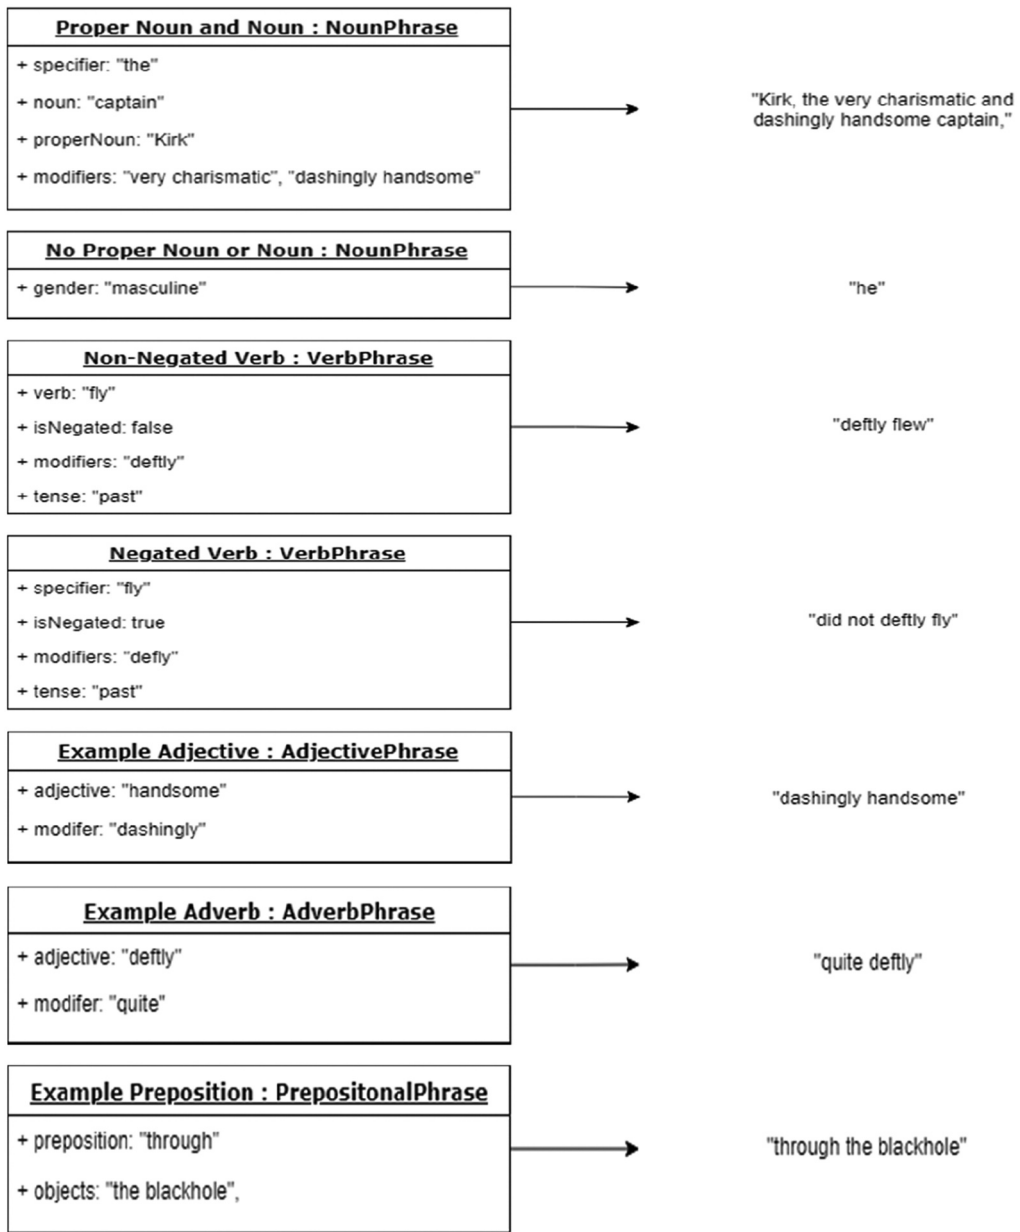 Proper Noun and Noun : NounPhrase
+ specifier: "the"
+ noun: "captain"
+ properNoun: "Kirk"
+ modifiers: "very charismatic", "dashingly handsome"
"Kirk, the very charismatic and
dashingly handsome captain,"
No Proper Noun or Noun : NounPhrase
+ gender: "masculine"
"he"
Non-Negated Verb : VerbPhrase
+ verb: "fly"
+ isNegated: false
+ modifiers: "deftly"
+ tense: "past"
"deftly flew"
Negated Verb : VerbPhrase
+ specifier: "fly"
+ isNegated: true
+ modifiers: "defly"
+ tense: "past"
"did not deftly fly"
Example Adjective : AdjectivePhrase
+ adjective: "handsome"
+ modifer: "dashingly"
"dashingly handsome"
Example Adverb : AdverbPhrase
+ adjective: "deftly"
+ modifer: "quite"
"quite deftly"
Example Preposition : PrepositonalPhrase
+ preposition: "through"
+ objects: "the blackhole",
"through the blackhole"